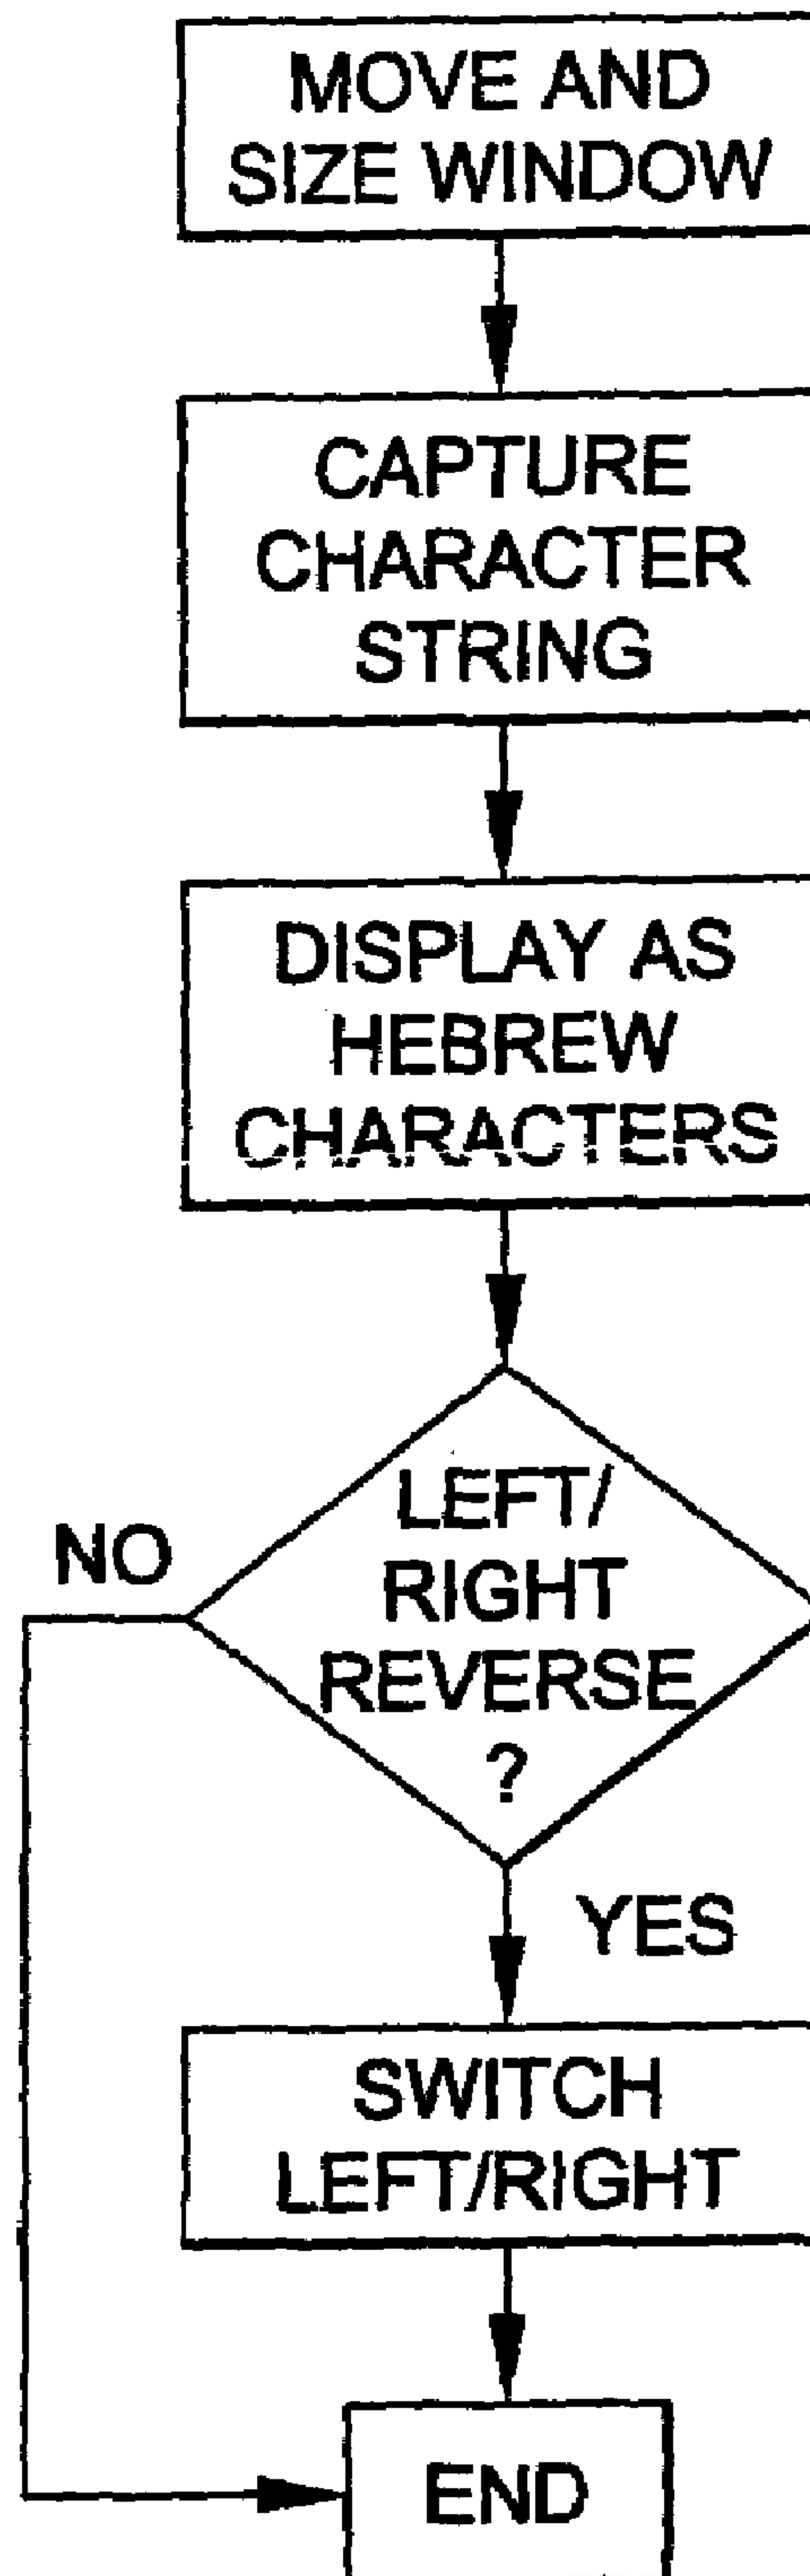 MOVE AND
SIZE WINDOW
CAPTURE
CHARACTER
STRING
DISPLAY AS
HEBREW
CHARACTERS
LEFT/
RIGHT
REVERSE
?
NO
YES
SWITCH
LEFT/RIGHT
END